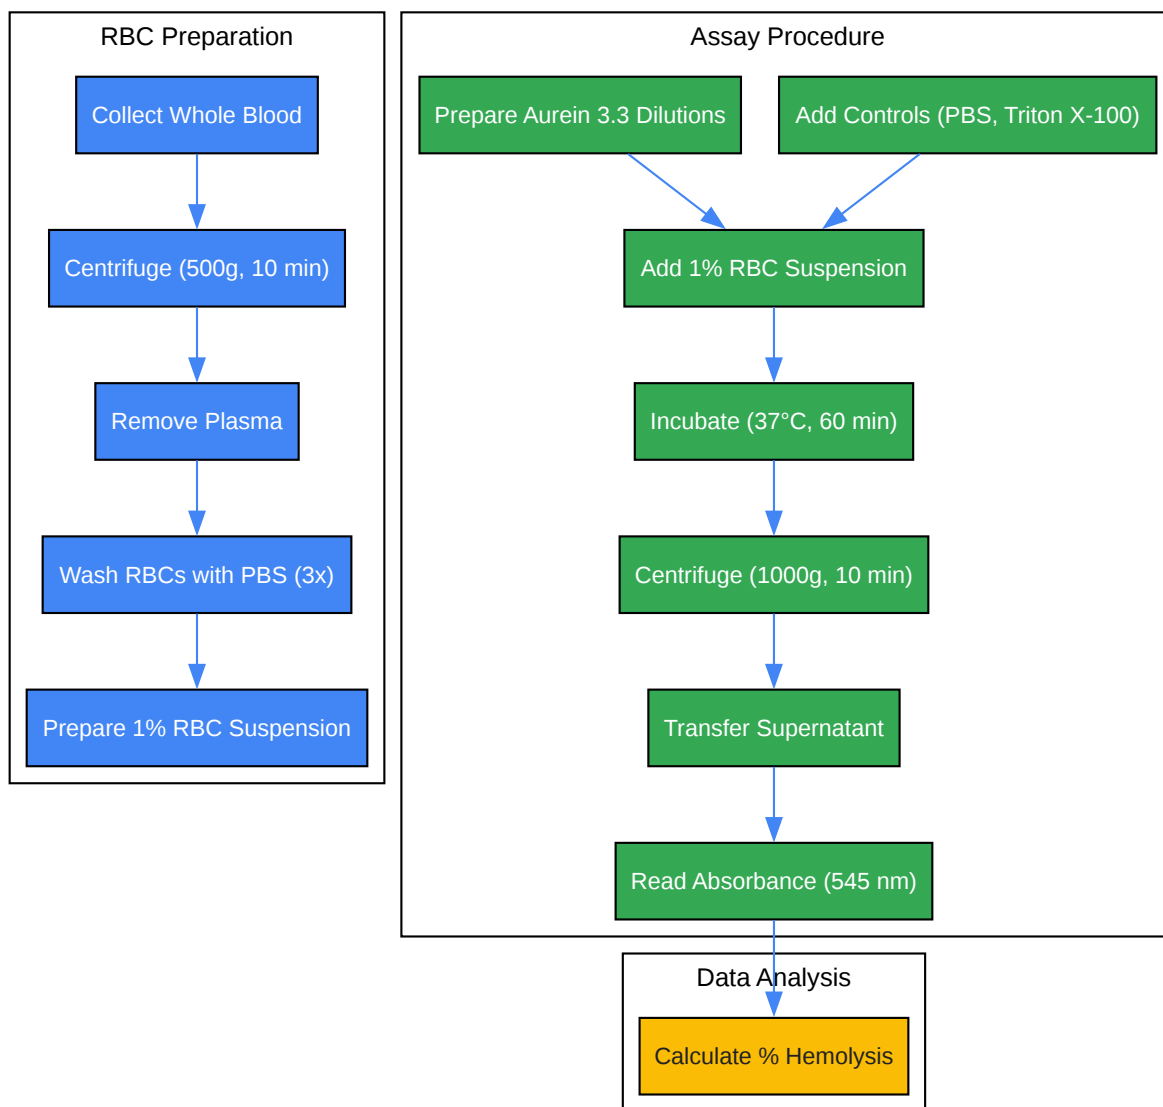 RBC Preparation
Collect Whole Blood
Centrifuge (500g, 10 min)
Remove Plasma
Wash RBCs with PBS (3x)
Prepare 1% RBC Suspension
Assay Procedure
Prepare Aurein 3.3 Dilutions
Add Controls (PBS, Triton X-100)
Add 1% RBC Suspension
Incubate (37°C, 60 min)
Centrifuge (1000g, 10 min)
Transfer Supernatant
Read Absorbance (545 nm)
Data Analysis
Calculate % Hemolysis